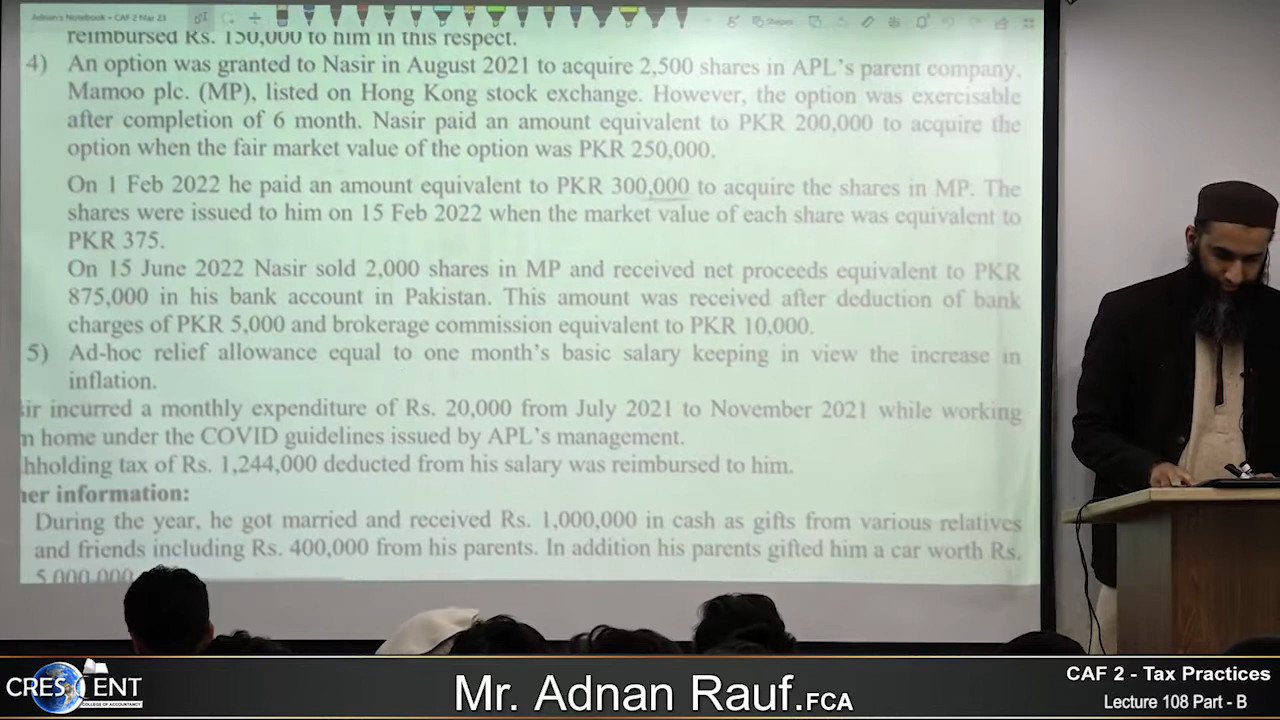 Adnan's Notebook - CAF 2 Mar 23
Shapes
reimbursed Rs. 150,000 to him in this respect.
4) An option was granted to Nasir in August 2021 to acquire 2,500 shares in APL's parent company,
Mamoo plc. (MP), listed on Hong Kong stock exchange. However, the option was exercisable
after completion of 6 month. Nasir paid an amount equivalent to PKR 200,000 to acquire the
option when the fair market value of the option was PKR 250,000.
On 1 Feb 2022 he paid an amount equivalent to PKR 300,000 to acquire the shares in MP. The
shares were issued to him on 15 Feb 2022 when the market value of each share was equivalent to
PKR 375.
On 15 June 2022 Nasir sold 2,000 shares in MP and received net proceeds equivalent to PKR
875,000 in his bank account in Pakistan. This amount was received after deduction of bank
charges of PKR 5,000 and brokerage commission equivalent to PKR 10,000.
5) Ad-hoc relief allowance equal to one month's basic salary keeping in view the increase in
inflation.
sir incurred a monthly expenditure of Rs. 20,000 from July 2021 to November 2021 while working
m home under the COVID guidelines issued by APL's management.
hholding tax of Rs. 1,244,000 deducted from his salary was reimbursed to him.
her information:
During the year, he got married and received Rs. 1,000,000 in cash as gifts from various relatives
and friends including Rs. 400,000 from his parents. In addition his parents gifted him a car worth Rs.
5,000,000
CRESCENT
COLLEGE OF ACCOUNTANCY
Mr. Adnan Rauf.FCA
CAF 2 - Tax Practices
Lecture 108 Part - B